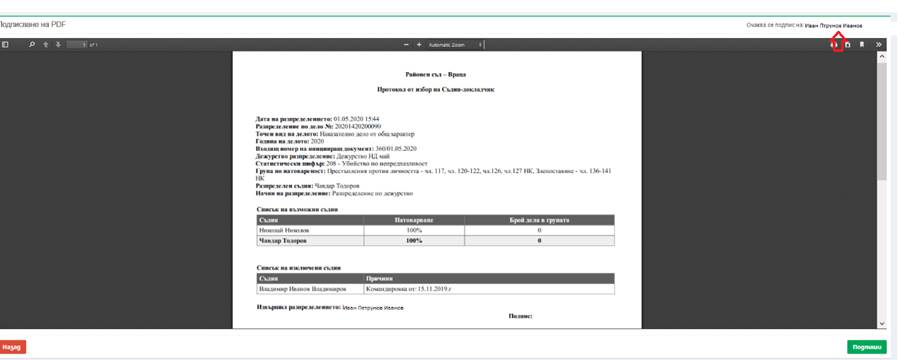 Подписване на PDF
Очаква се подпис на: Иван Петрунов Иванов
1 of 1
Automatic Zoom
Районен съд – Враца
Протокол от избор на Съдия-докладчик
Дата на разпределението: 01.05.2020 15:44
Разпределение по дело №: 20201420200090
Точен вид на делото: Наказателно дело от общ характер
Година на делото: 2020
Входящ номер на иницииращ документ: 360/01.05.2020
Дежурство разпределение: Дежурство НД май
Статистически шифър: 208 - Убийство по непредпазливост
Група по натовареност: Престъпления против личността - чл. 117, чл. 120-122, чл.126, чл.127 НК, Злепоставяне - чл. 136-141
НК
Разпределен съдия: Чавдар Тодоров
Начин на разпределение: Разпределение по дежурство
Списък на възможни съдии
Съдия Натоварване Брой дела в групата
Николай Николов 100% 0
Чавдар Тодоров 100% 0
Списък на изключени съдии
Съдия Причина
Владимир Иванов Владимиров Командировка от: 15.11.2019 г
Извършил разпределението: Иван Петрунов Иванов
Подпис:
Назад Подпиши